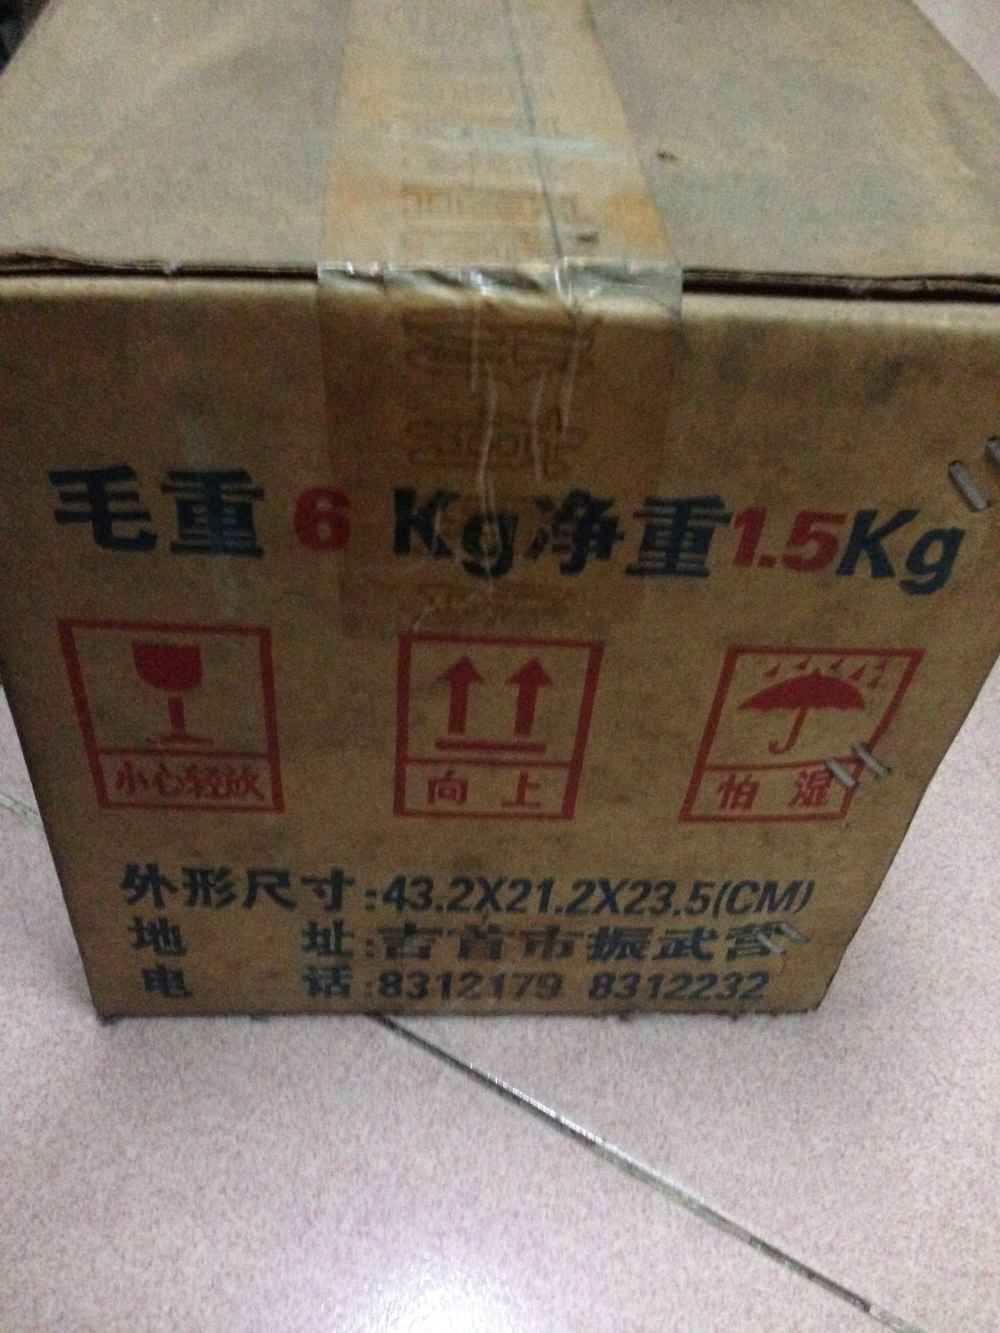 毛重6Kg净重1.5Kg
小心轻放
向上
怕湿
外形尺寸:43.2X21.2X23.5(CM)
地址:吉首市振武营
电话:8312179 8312232